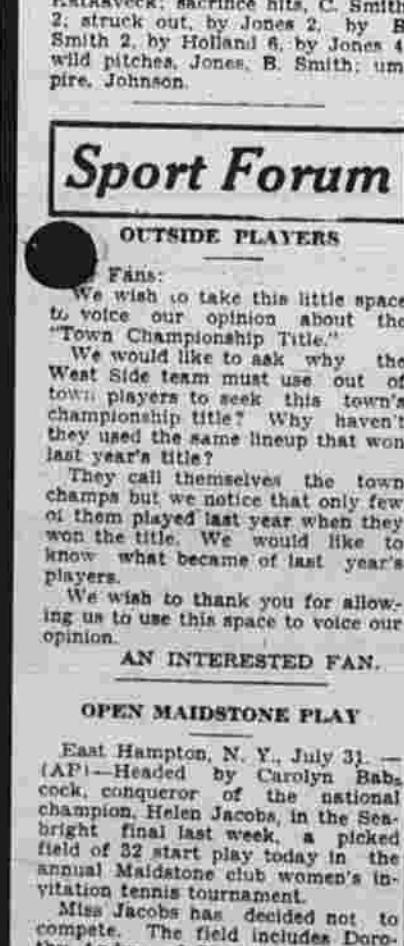 sacrifice hits, C. Smith
2; struck out, by Jones 2, by B
Smith 2, by Holland 6, by Jones 4
wild pitches, Jones, B. Smith; um
pire, Johnson.
Sport Forum
OUTSIDE PLAYERS
Fans:
We wish to take this little space
to voice our opinion about the
"Town Championship Title."
We would like to ask why the
West Side team must use out of
town players to seek this town's
championship title? Why haven't
they used the same lineup that won
last year's title?
They call themselves the town
champs but we notice that only few
of them played last year when they
won the title. We would like to
know what became of last year's
players.
We wish to thank you for allow-
ing us to use this space to voice our
opinion.
AN INTERESTED FAN.
OPEN MAIDSTONE PLAY
East Hampton, N. Y., July 31. —
(AP)—Headed by Carolyn Bab-
cock, conqueror of the national
champion, Helen Jacobs, in the Sea-
bright final last week, a picked
field of 32 start play today in the
annual Maidstone club women's in-
vitation tennis tournament.
Miss Jacobs has decided not to
compete. The field includes Doro-